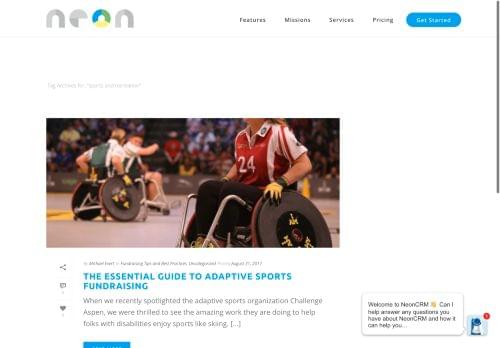 neon
Features Missions Services Pricing Get Started
Tag Archives for: "sports and recreation"
24
By Michael Evert In Fundraising Tips and Best Practices, Uncategorized Posted August 31, 2017
THE ESSENTIAL GUIDE TO ADAPTIVE SPORTS
FUNDRAISING
When we recently spotlighted the adaptive sports organization Challenge
Aspen, we were thrilled to see the amazing work they are doing to help
folks with disabilities enjoy sports like skiing, [...]
Welcome to NeonCRM 👋 Can I
help answer any questions you
have about NeonCRM and how it
can help you...
1